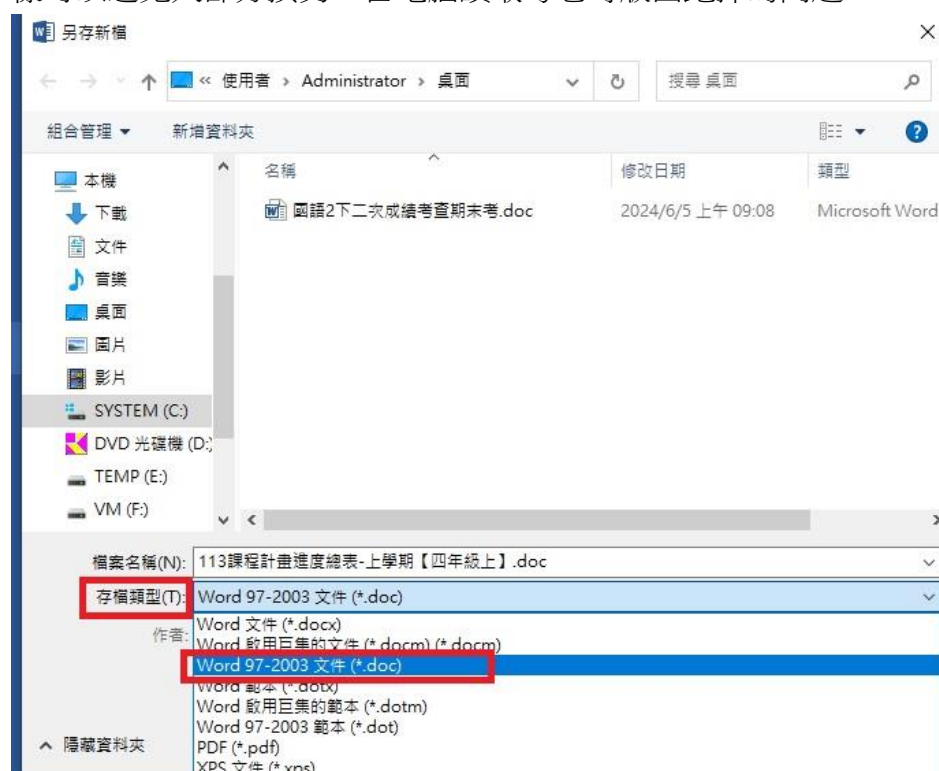 另存新檔
« 使用者 › Administrator › 桌面
搜尋 桌面
組合管理 ▾ 新增資料夾
名稱 修改日期 類型
本機
國語2下二次成績考查期末考.doc 2024/6/5 上午 09:08 Microsoft Word
下載
文件
音樂
桌面
圖片
影片
SYSTEM (C:)
DVD 光碟機 (D:)
TEMP (E:)
VM (F:)
檔案名稱(N): 113課程計畫進度總表-上學期【四年級上】.doc
存檔類型(T): Word 97-2003 文件 (*.doc)
作者:
Word 文件 (*.docx)
Word 啟用巨集的文件 (*.docm) (*.docm)
Word 97-2003 文件 (*.doc)
Word 範本 (*.dotx)
Word 啟用巨集的範本 (*.dotm)
Word 97-2003 範本 (*.dot)
隱藏資料夾
PDF (*.pdf)
XPS 文件 (*.xps)